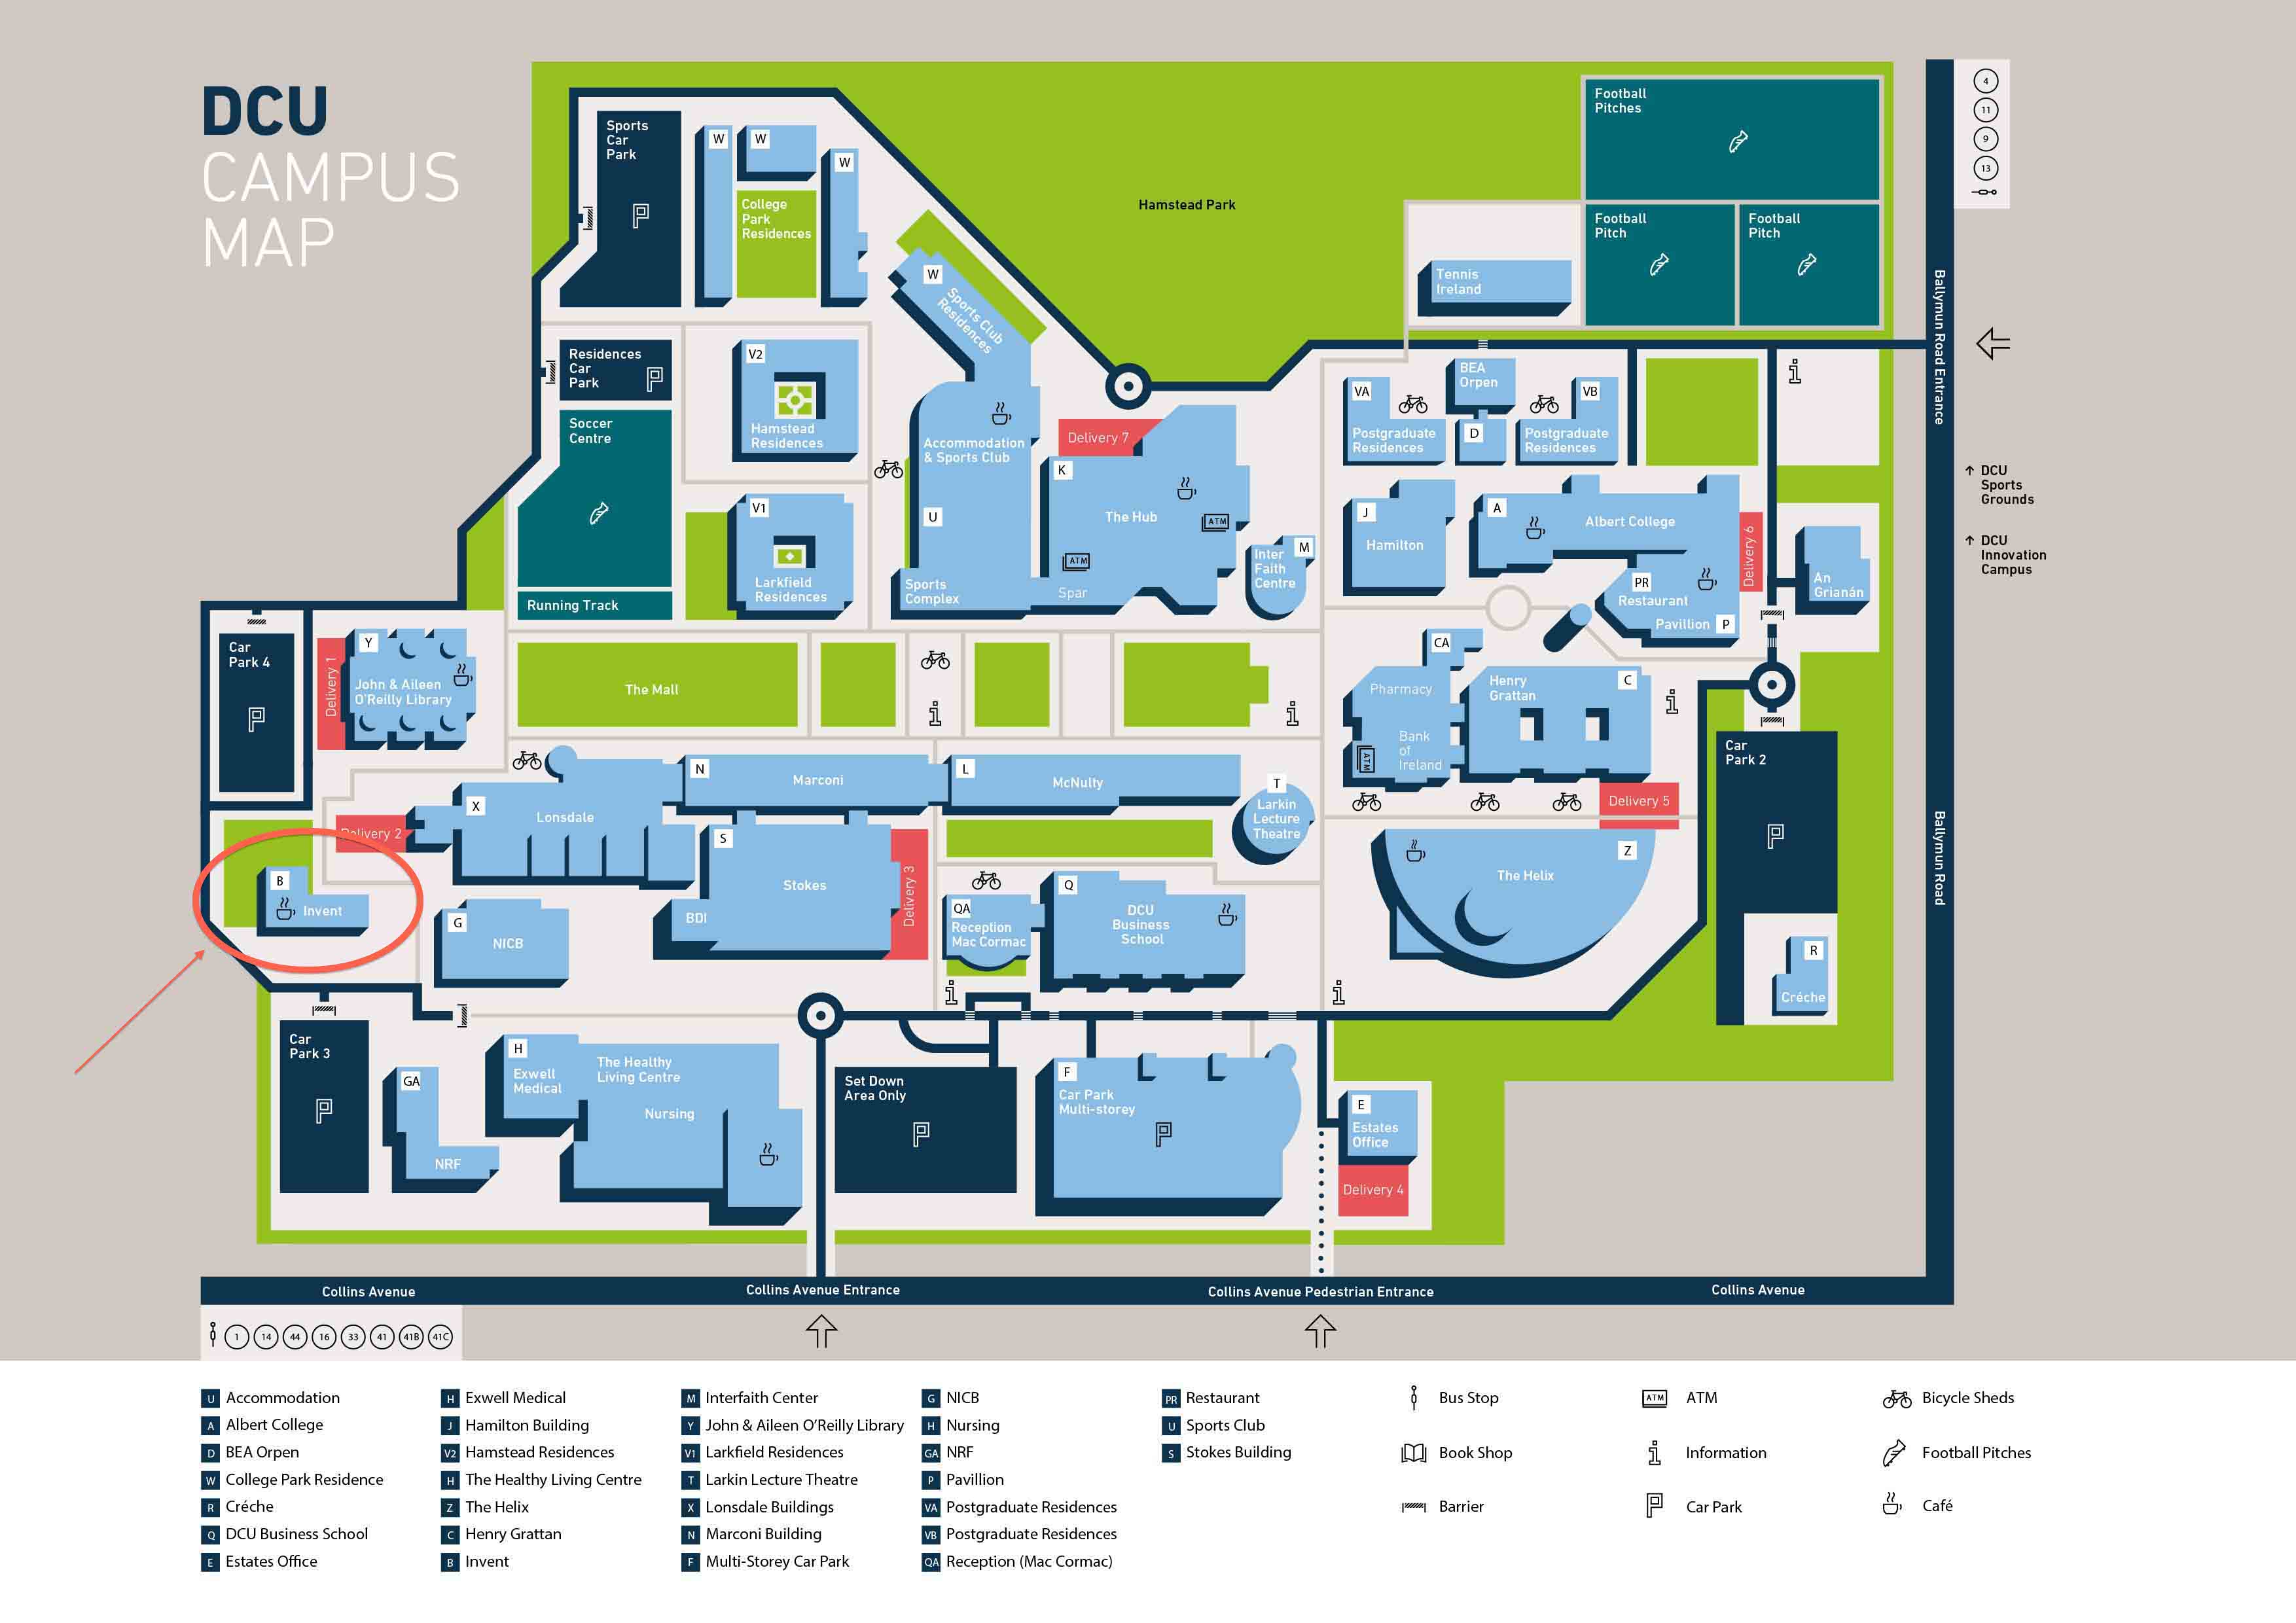 DCU
CAMPUS
MAP
Sports
Car
Park
W
W
W
College
Park
Residences
Hamstead Park
Football
Pitches
Football
Pitch
Football
Pitch
4
11
9
13
Tennis
Ireland
W
Sports Club
Residences
Residences
Car
Park
V2
Hamstead
Residences
Soccer
Centre
Running Track
V1
Larkfield
Residences
Accommodation
& Sports Club
U
Sports
Complex
Delivery 7
K
The Hub
ATM
ATM
Spar
M
Inter
Faith
Centre
VA
Postgraduate
Residences
BEA
Orpen
D
VB
Postgraduate
Residences
J
Hamilton
A
Albert College
Delivery 6
PR
Restaurant
Pavillion
P
An
Grianán
Ballymun Road Entrance
DCU
Sports
Grounds
DCU
Innovation
Campus
Car
Park 4
Delivery 1
Y
John & Aileen
O'Reilly Library
The Mall
CA
Pharmacy
Bank
of
Ireland
ATM
Henry
Grattan
C
Delivery 5
Car
Park 2
Ballymun Road
Delivery 2
X
Lonsdale
N
Marconi
L
McNulty
T
Larkin
Lecture
Theatre
S
Stokes
BDI
Delivery 3
B
Invent
G
NICB
QA
Reception
Mac Cormac
Q
DCU
Business
School
Z
The Helix
R
Créche
Car
Park 3
GA
NRF
H
Exwell
Medical
The Healthy
Living Centre
Nursing
Set Down
Area Only
F
Car Park
Multi-storey
E
Estates
Office
Delivery 4
Collins Avenue
Collins Avenue Entrance
Collins Avenue Pedestrian Entrance
Collins Avenue
1 14 44 16 33 41 41B 41C
U Accommodation
A Albert College
D BEA Orpen
W College Park Residence
R Créche
Q DCU Business School
E Estates Office
H Exwell Medical
J Hamilton Building
V2 Hamstead Residences
H The Healthy Living Centre
Z The Helix
C Henry Grattan
B Invent
M Interfaith Center
Y John & Aileen O'Reilly Library
V1 Larkfield Residences
T Larkin Lecture Theatre
X Lonsdale Buildings
N Marconi Building
F Multi-Storey Car Park
G NICB
H Nursing
GA NRF
P Pavillion
VA Postgraduate Residences
VB Postgraduate Residences
QA Reception (Mac Cormac)
PR Restaurant
U Sports Club
S Stokes Building
Bus Stop
Book Shop
Barrier
ATM ATM
Information
Car Park
Bicycle Sheds
Football Pitches
Café